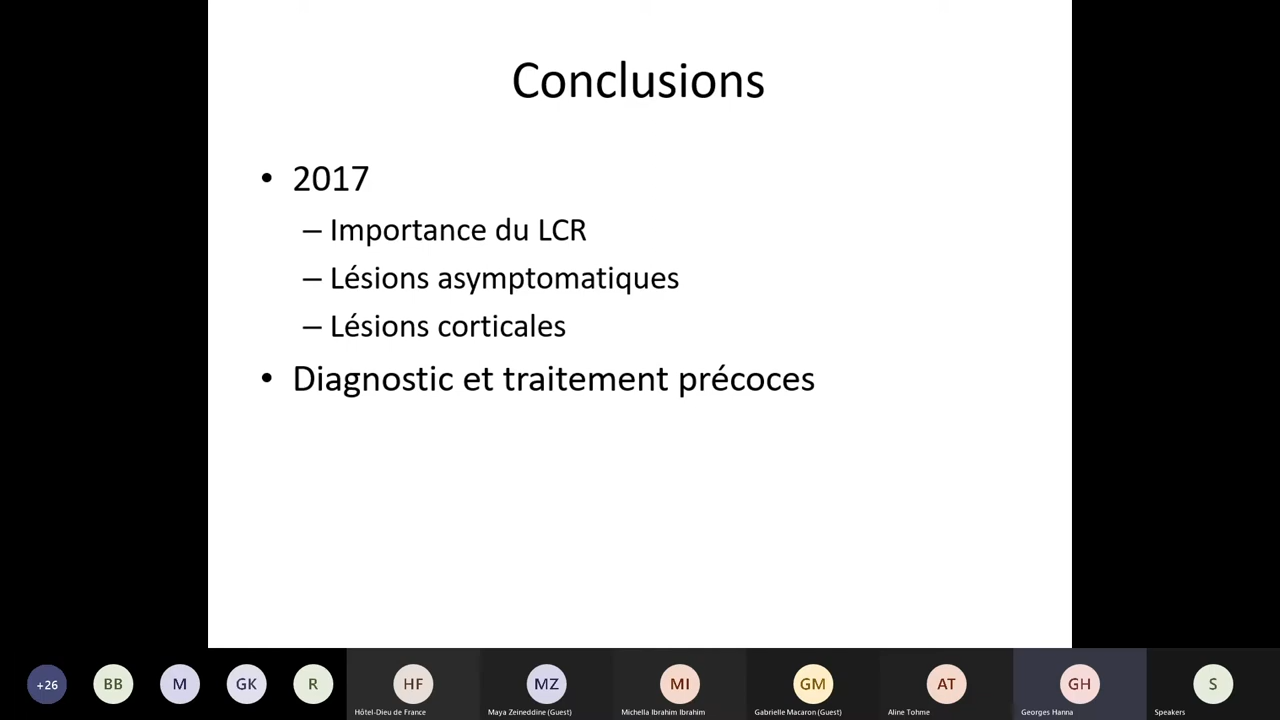 Conclusions
• 2017
– Importance du LCR
– Lésions asymptomatiques
– Lésions corticales
• Diagnostic et traitement précoces
+26
BB
M
GK
R
HF
MZ
MI
GM
AT
GH
S
Hôtel-Dieu de France
Maya Zeineddine (Guest)
Michella Ibrahim Ibrahim
Gabrielle Macaron (Guest)
Aline Tohme
Georges Hanna
Speakers